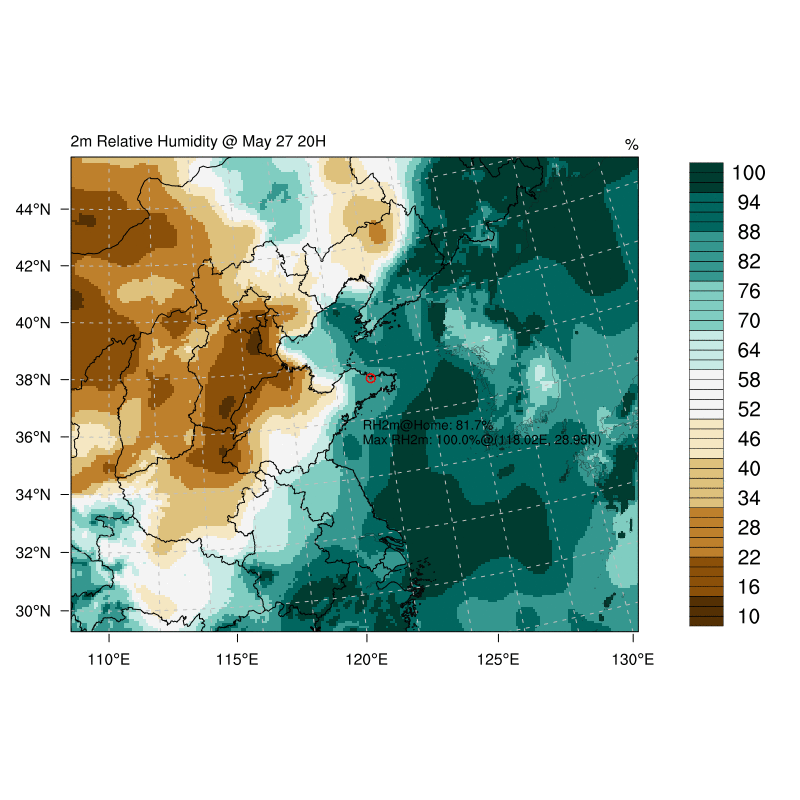 2m Relative Humidity @ May 27 20H
%
100
94
88
82
76
70
64
58
52
46
40
34
28
22
16
10
44°N
42°N
40°N
38°N
36°N
34°N
32°N
30°N
RH2m@Home: 81.7%
Max RH2m: 100.0%@(118.02E, 28.95N)
110°E 115°E 120°E 125°E 130°E